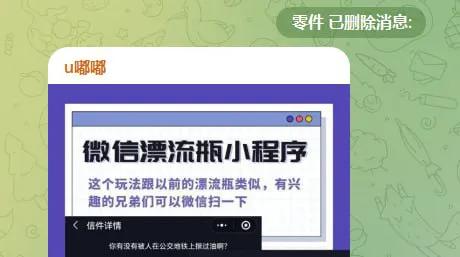 零件 已删除消息:
u嘟嘟
微信漂流瓶小程序
这个玩法跟以前的漂流瓶类似，有兴
趣的兄弟们可以微信扫一下
信件详情
你有没有被人在公交地铁上揩过油啊?